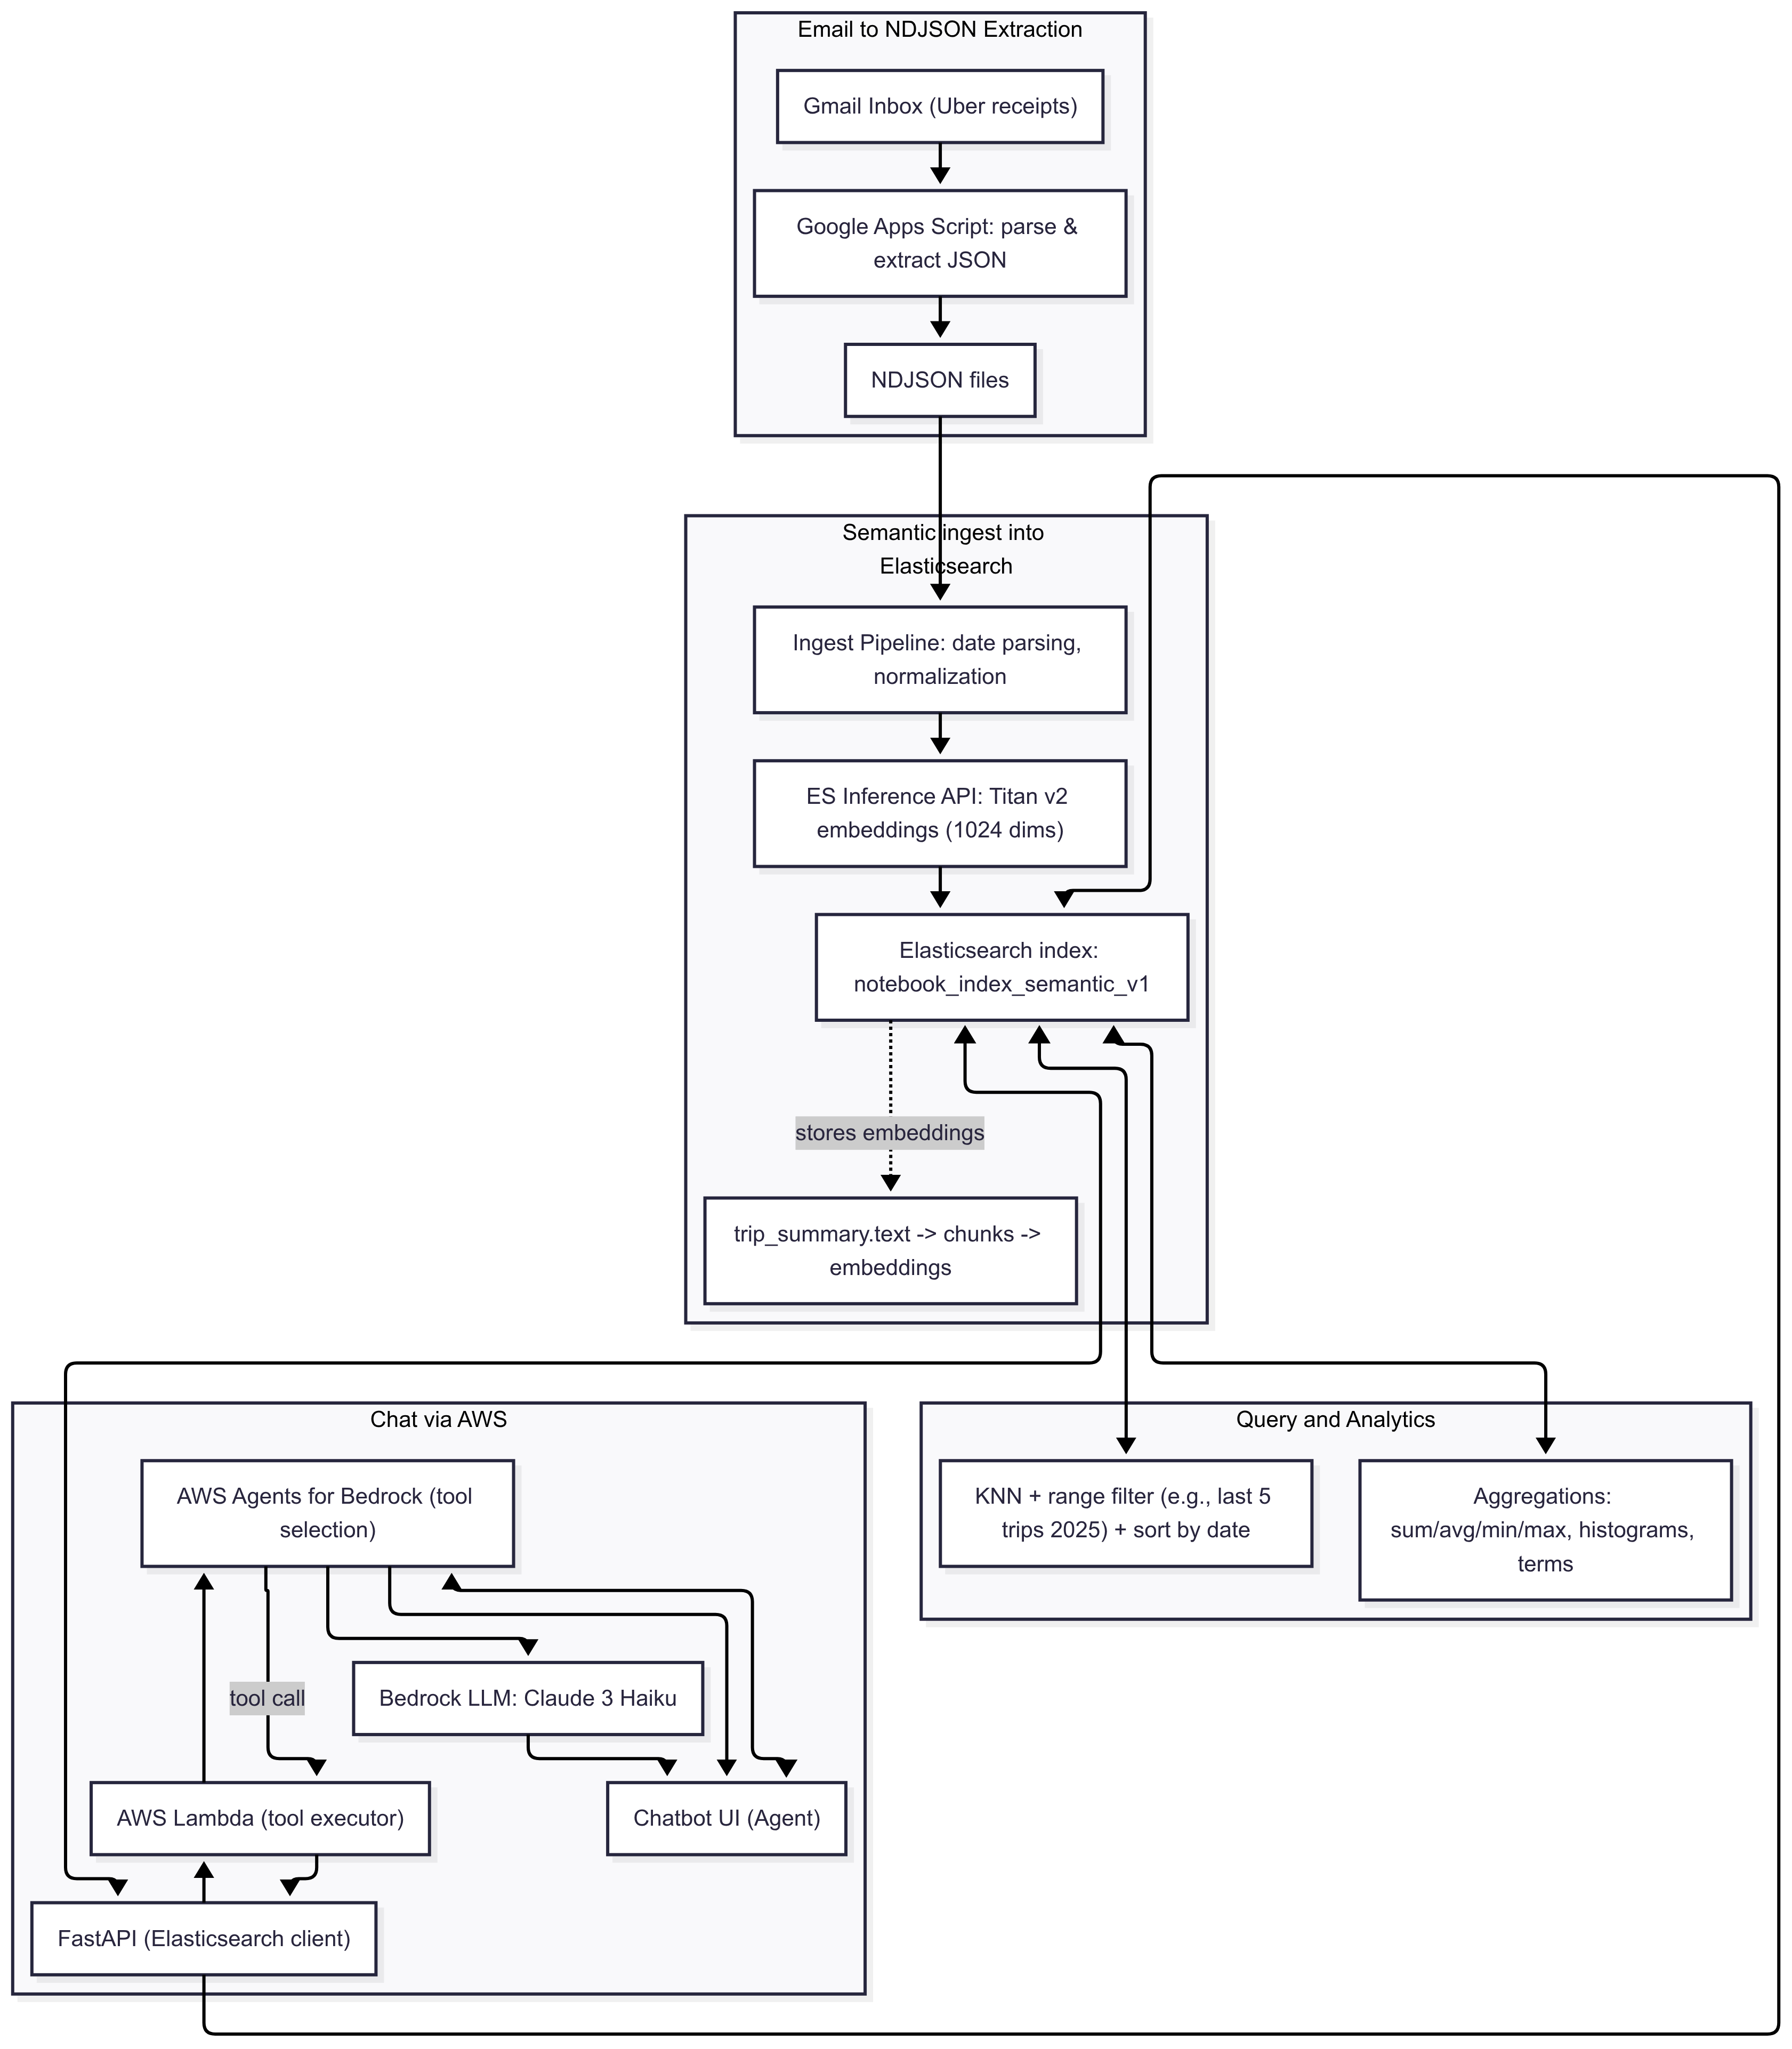 Email to NDJSON Extraction
Gmail Inbox (Uber receipts)
Google Apps Script: parse &
extract JSON
NDJSON files
Semantic ingest into
Elasticsearch
Ingest Pipeline: date parsing,
normalization
ES Inference API: Titan v2
embeddings (1024 dims)
Elasticsearch index:
notebook_index_semantic_v1
stores embeddings
trip_summary.text -> chunks ->
embeddings
Chat via AWS
AWS Agents for Bedrock (tool
selection)
tool call
Bedrock LLM: Claude 3 Haiku
AWS Lambda (tool executor)
Chatbot UI (Agent)
FastAPI (Elasticsearch client)
Query and Analytics
KNN + range filter (e.g., last 5
trips 2025) + sort by date
Aggregations:
sum/avg/min/max, histograms,
terms